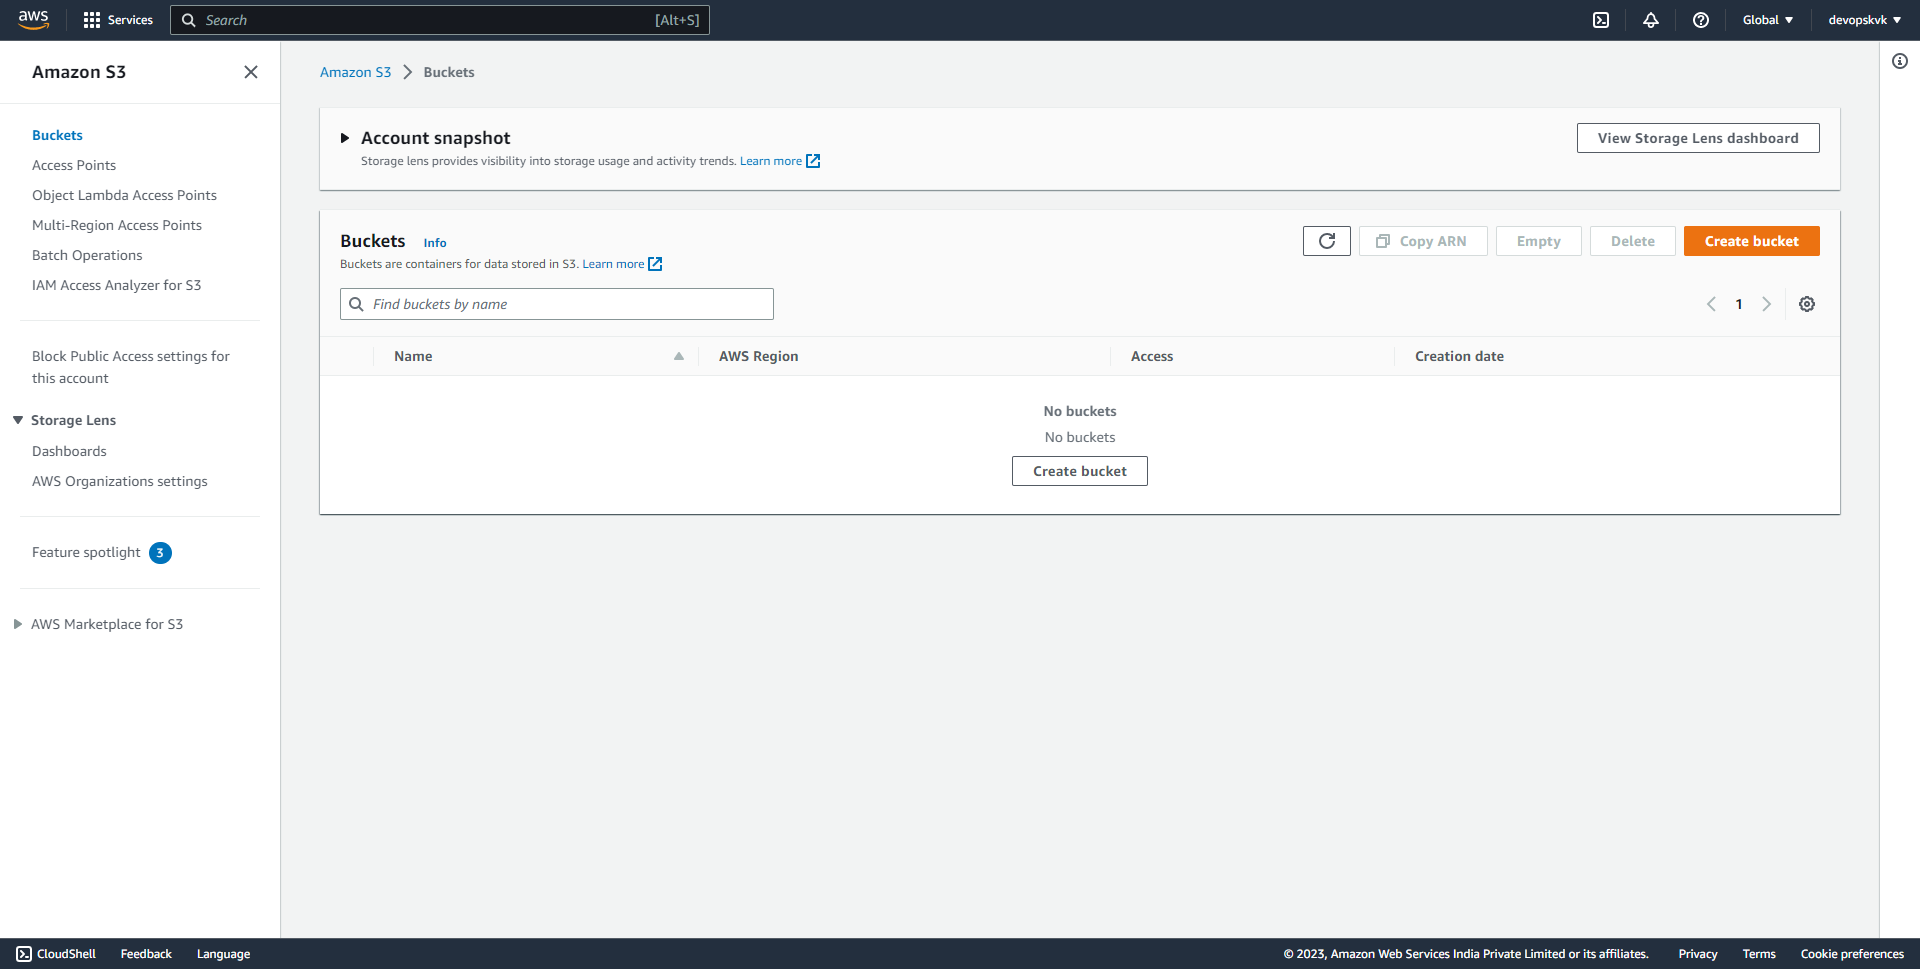 aws
Services
Search
[Alt+S]
Global
devopskvk
Amazon S3
Buckets
Access Points
Object Lambda Access Points
Multi-Region Access Points
Batch Operations
IAM Access Analyzer for S3
Block Public Access settings for
this account
Storage Lens
Dashboards
AWS Organizations settings
Feature spotlight 3
AWS Marketplace for S3
Amazon S3 > Buckets
Account snapshot
Storage lens provides visibility into storage usage and activity trends. Learn more
View Storage Lens dashboard
Buckets Info
Buckets are containers for data stored in S3. Learn more
Copy ARN
Empty
Delete
Create bucket
Find buckets by name
1
Name
AWS Region
Access
Creation date
No buckets
No buckets
Create bucket
CloudShell
Feedback
Language
© 2023, Amazon Web Services India Private Limited or its affiliates.
Privacy
Terms
Cookie preferences